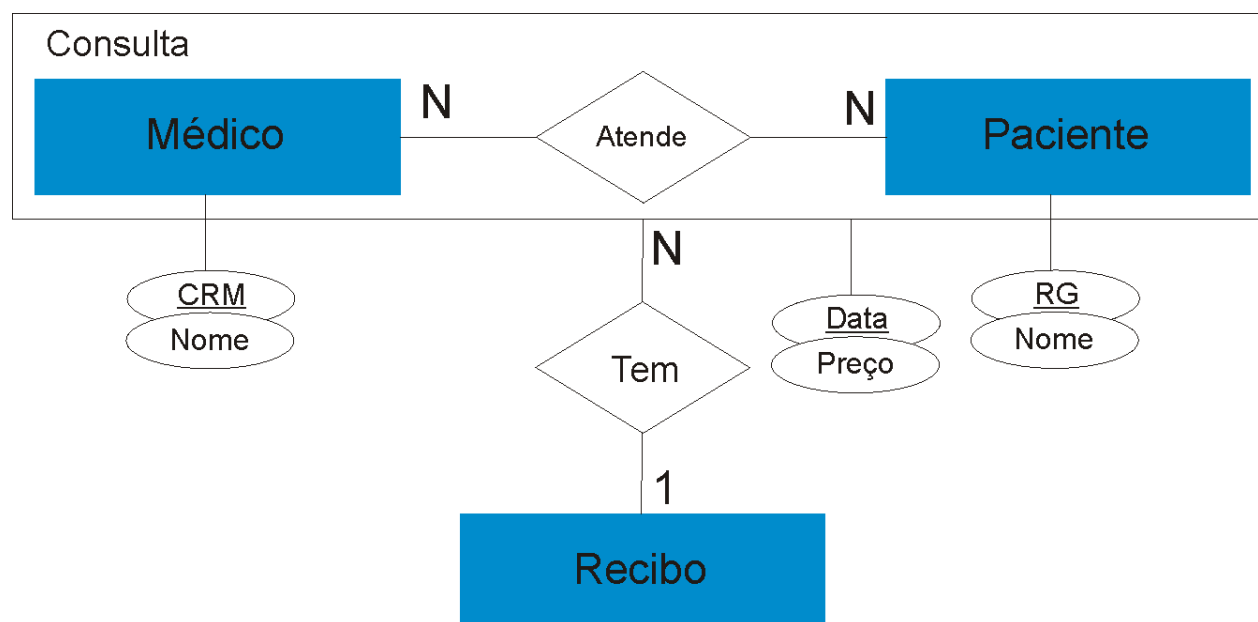 Consulta
Médico
N
Atende
N
Paciente
N
CRM
Nome
Data
Preço
RG
Nome
Tem
1
Recibo